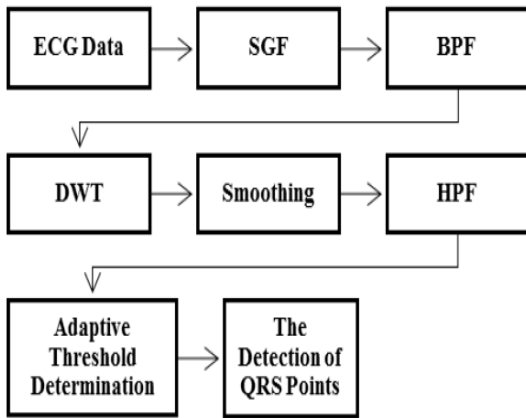 ECG Data
SGF
BPF
DWT
Smoothing
HPF
Adaptive
Threshold
Determination
The
Detection of
QRS Points